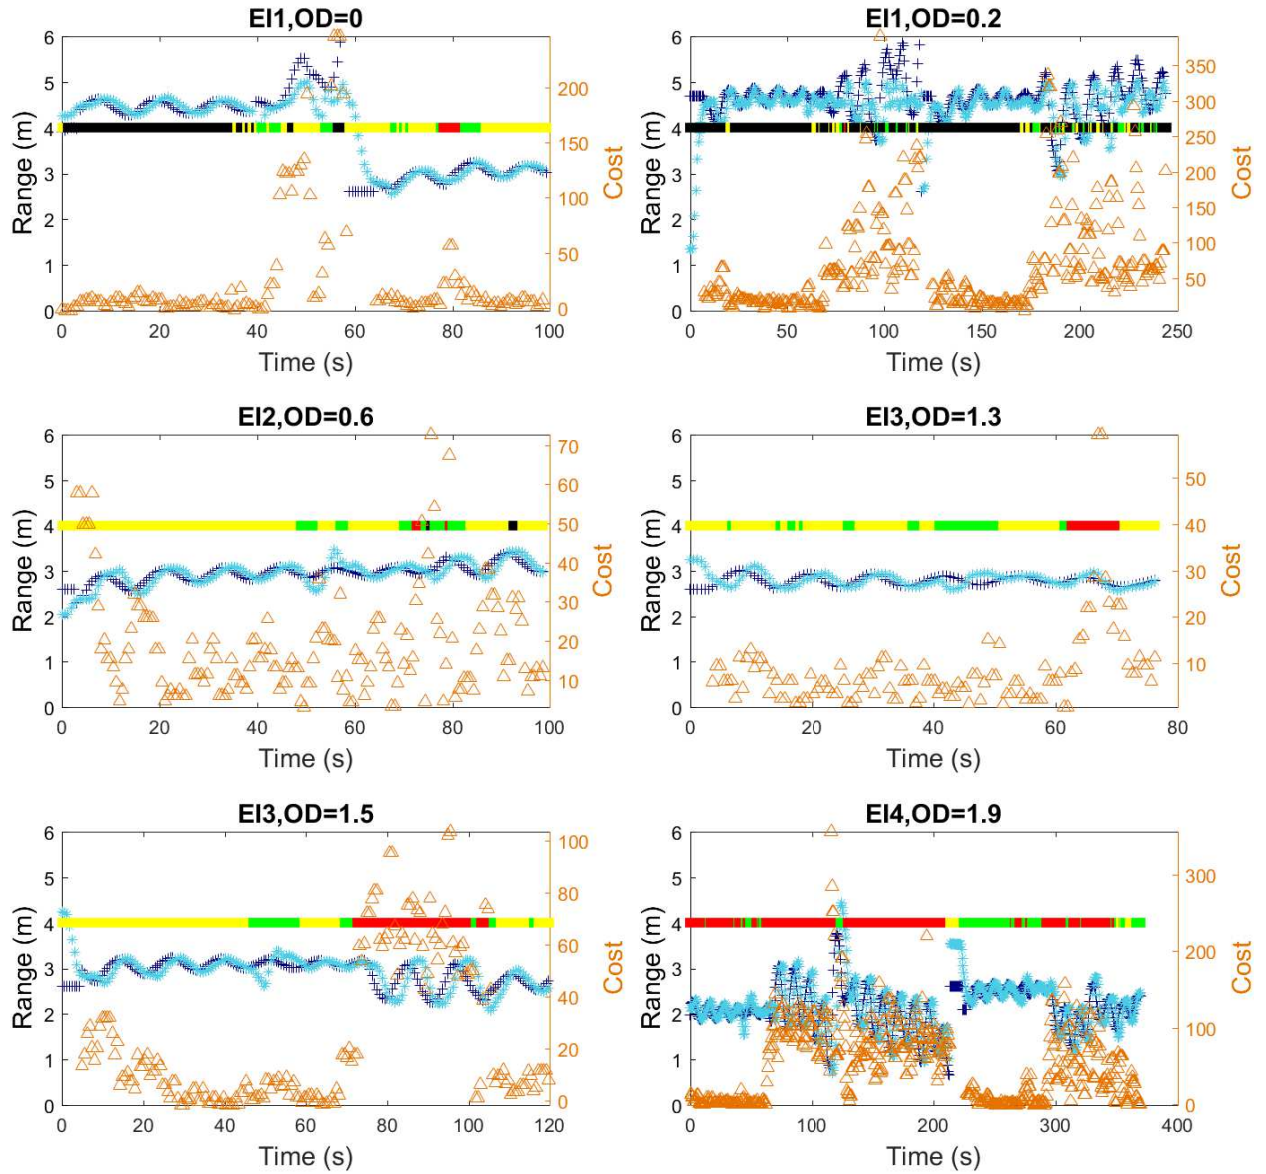 EI1,OD=0
6
5
4
3
2
1
0
Range (m)
200
150
100
50
0
Cost
0 20 40 60 80 100
Time (s)
EI1,OD=0.2
6
5
4
3
2
1
0
Range (m)
350
300
250
200
150
100
50
Cost
0 50 100 150 200 250
Time (s)
EI2,OD=0.6
6
5
4
3
2
1
0
Range (m)
70
60
50
40
30
20
10
Cost
0 20 40 60 80 100
Time (s)
EI3,OD=1.3
6
5
4
3
2
1
0
Range (m)
50
40
30
20
10
Cost
0 20 40 60 80
Time (s)
EI3,OD=1.5
6
5
4
3
2
1
0
Range (m)
100
80
60
40
20
0
Cost
0 20 40 60 80 100 120
Time (s)
EI4,OD=1.9
6
5
4
3
2
1
0
Range (m)
300
200
100
0
Cost
0 100 200 300 400
Time (s)